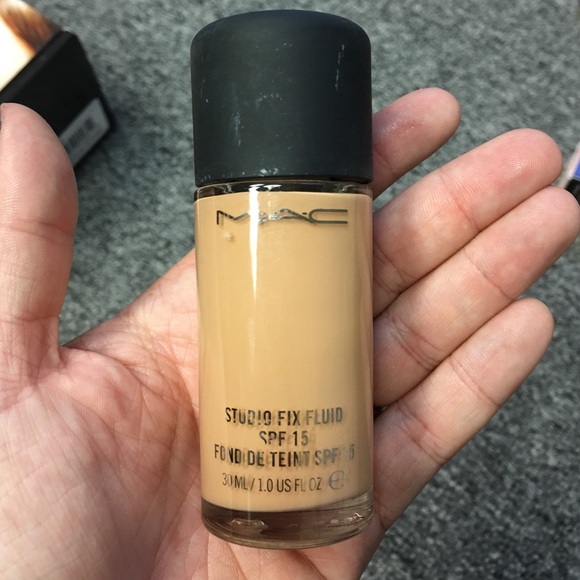 MAC
STUDIO FIX FLUID
SPF 15
FOND DE TEINT SPF 15
30 ML / 1.0 US FL OZ